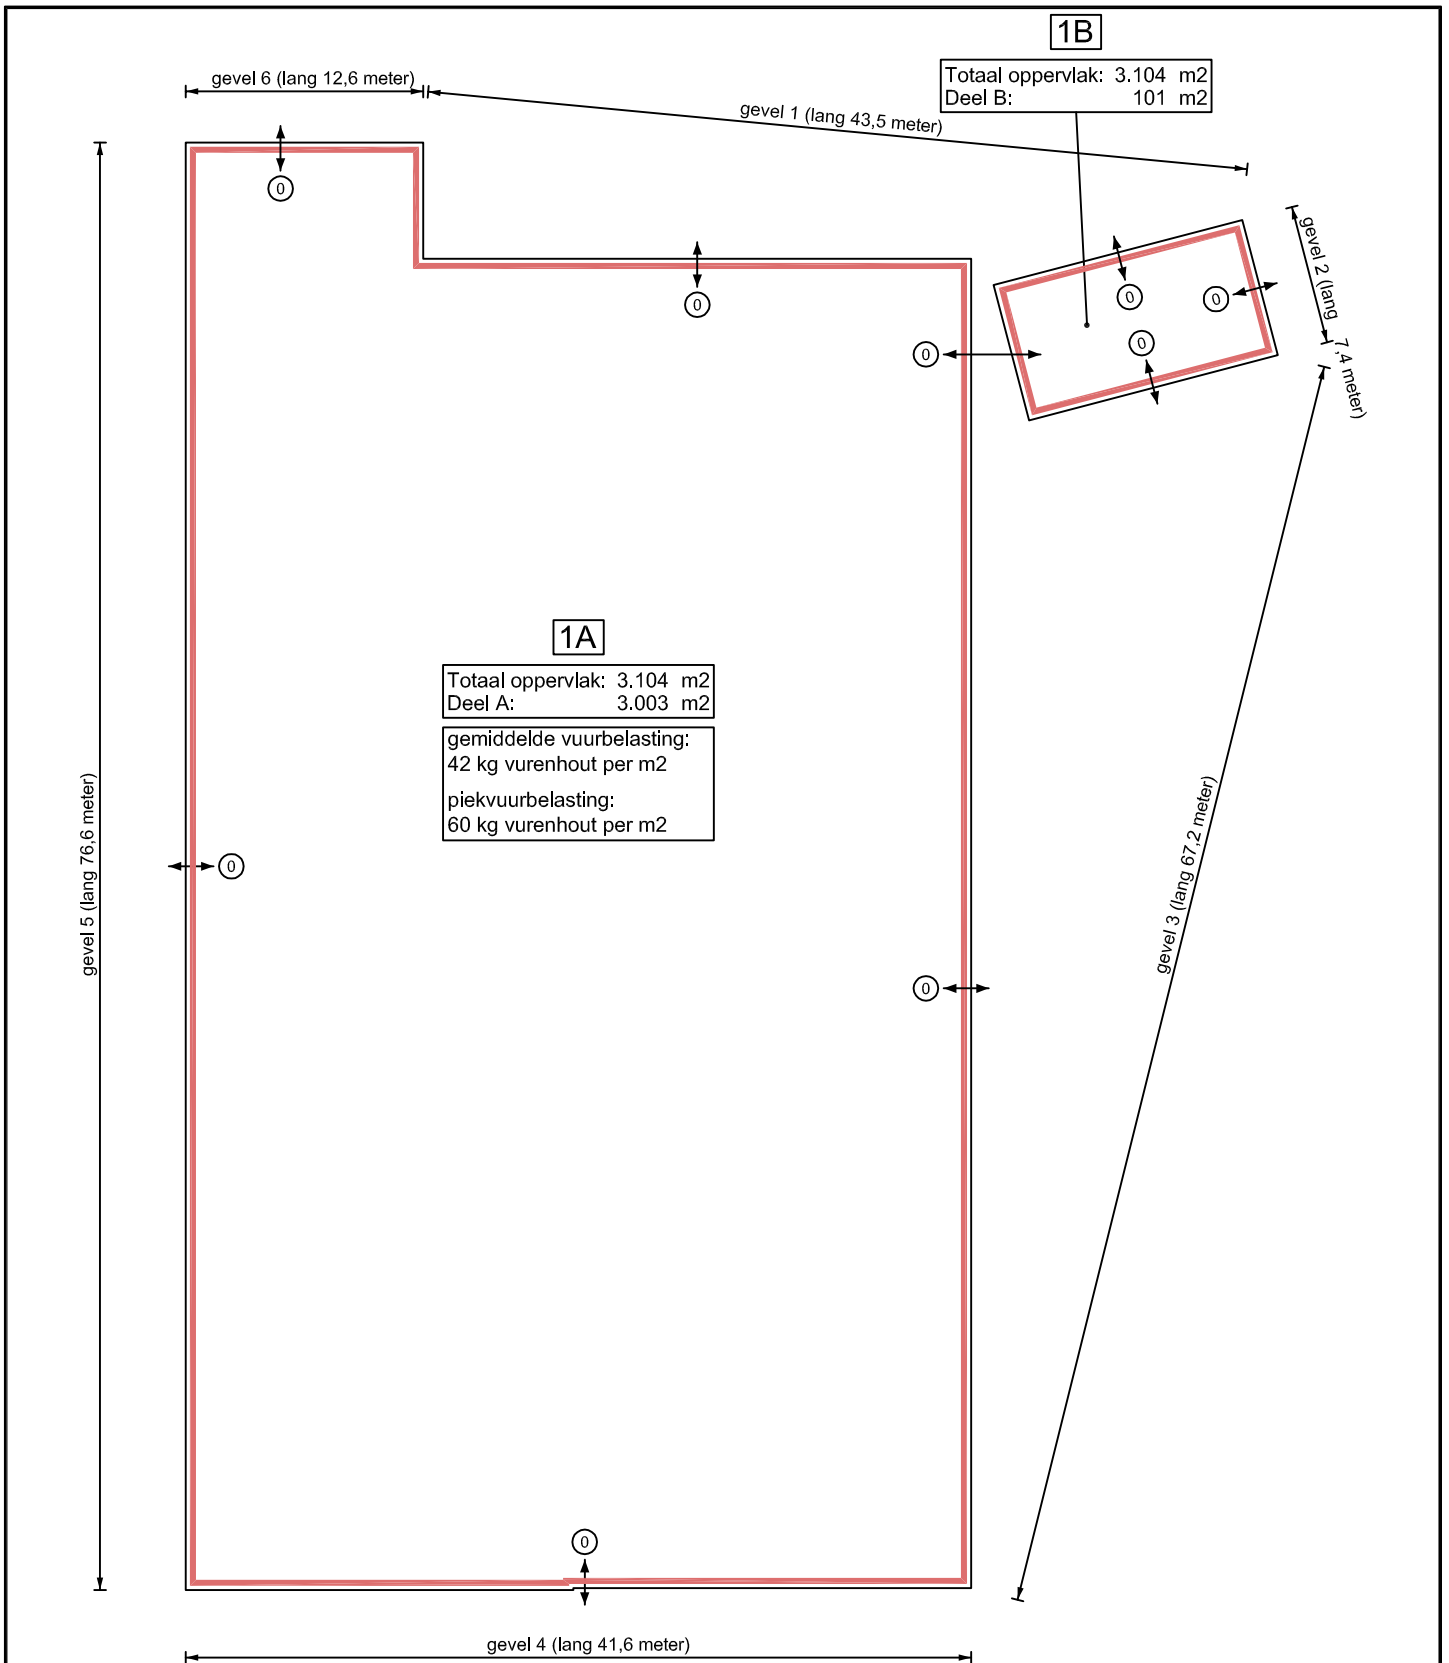 1B
Totaal oppervlak: 3.104 m2
Deel B: 101 m2
gevel 6 (lang 12,6 meter)
gevel 1 (lang 43,5 meter)
0
0
0
0
gevel 2 (lang 7,4 meter)
0
0
1A
Totaal oppervlak: 3.104 m2
Deel A: 3.003 m2
gemiddelde vuurbelasting:
42 kg vurenhout per m2
piekvuurbelasting:
60 kg vurenhout per m2
gevel 5 (lang 76,6 meter)
0
gevel 3 (lang 67,2 meter)
0
0
gevel 4 (lang 41,6 meter)